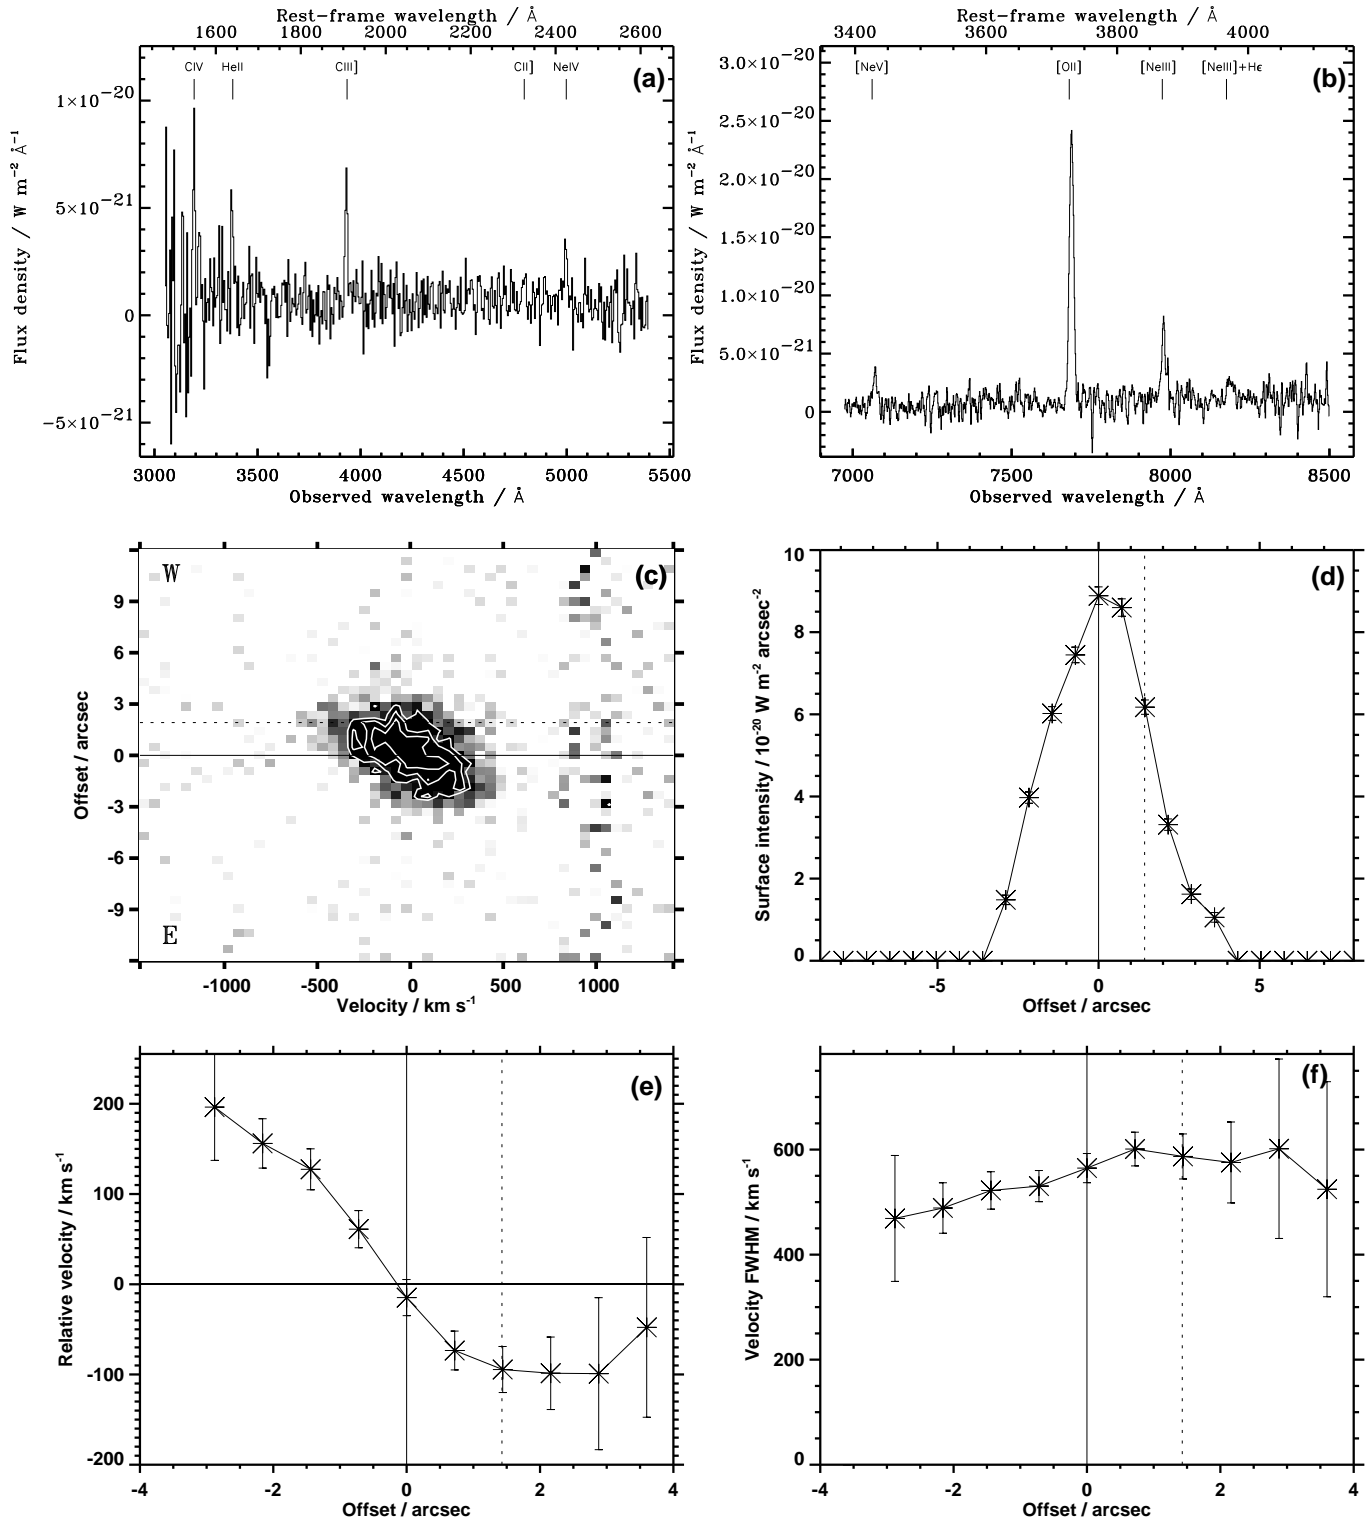 Rest-frame wavelength / Å
1600 1800 2000 2200 2400 2600
CIV HeII CIII] CII] NeIV
(a)
1×10⁻²⁰
5×10⁻²¹
0
−5×10⁻²¹
Flux density / W m⁻² Å⁻¹
3000 3500 4000 4500 5000 5500
Observed wavelength / Å
Rest-frame wavelength / Å
3400 3600 3800 4000
[NeV] [OII] [NeIII] [NeIII]+Hε
(b)
3.0×10⁻²⁰
2.5×10⁻²⁰
2.0×10⁻²⁰
1.5×10⁻²⁰
1.0×10⁻²⁰
5.0×10⁻²¹
0
Flux density / W m⁻² Å⁻¹
7000 7500 8000 8500
Observed wavelength / Å
W
(c)
9
6
3
0
-3
-6
-9
E
Offset / arcsec
-1000 -500 0 500 1000
Velocity / km s⁻¹
(d)
10
8
6
4
2
0
Surface intensity / 10⁻²⁰ W m⁻² arcsec⁻²
-5 0 5
Offset / arcsec
(e)
200
100
0
-100
-200
Relative velocity / km s⁻¹
-4 -2 0 2 4
Offset / arcsec
(f)
600
400
200
0
Velocity FWHM / km s⁻¹
-4 -2 0 2 4
Offset / arcsec